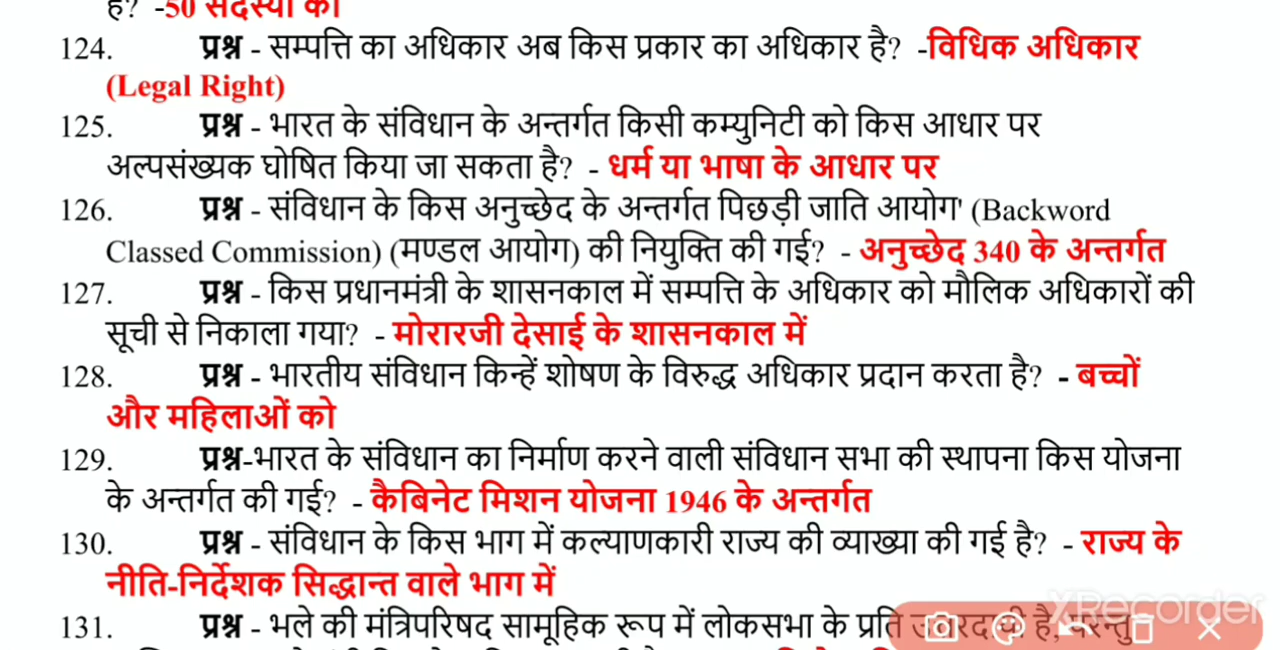 है? -50 सदस्यों का
124. प्रश्न - सम्पत्ति का अधिकार अब किस प्रकार का अधिकार है? -विधिक अधिकार
(Legal Right)
125. प्रश्न - भारत के संविधान के अन्तर्गत किसी कम्युनिटी को किस आधार पर
अल्पसंख्यक घोषित किया जा सकता है? - धर्म या भाषा के आधार पर
126. प्रश्न - संविधान के किस अनुच्छेद के अन्तर्गत पिछड़ी जाति आयोग' (Backword
Classed Commission) (मण्डल आयोग) की नियुक्ति की गई? - अनुच्छेद 340 के अन्तर्गत
127. प्रश्न - किस प्रधानमंत्री के शासनकाल में सम्पत्ति के अधिकार को मौलिक अधिकारों की
सूची से निकाला गया? - मोरारजी देसाई के शासनकाल में
128. प्रश्न - भारतीय संविधान किन्हें शोषण के विरुद्ध अधिकार प्रदान करता है? - बच्चों
और महिलाओं को
129. प्रश्न-भारत के संविधान का निर्माण करने वाली संविधान सभा की स्थापना किस योजना
के अन्तर्गत की गई? - कैबिनेट मिशन योजना 1946 के अन्तर्गत
130. प्रश्न - संविधान के किस भाग में कल्याणकारी राज्य की व्याख्या की गई है? - राज्य के
नीति-निर्देशक सिद्धान्त वाले भाग में
131. प्रश्न - भले की मंत्रिपरिषद सामूहिक रूप में लोकसभा के प्रति उत्तरदायी है, परन्तु
XRecorder